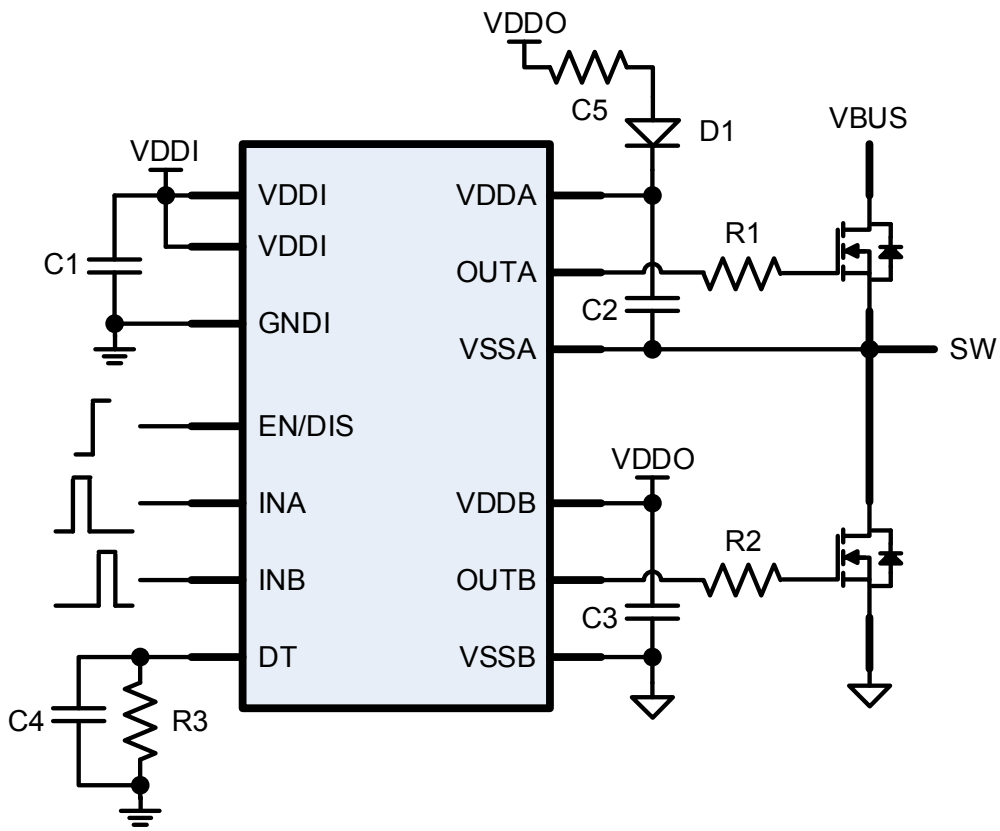 VDDO
C5
D1
VBUS
VDDI
VDDI
VDDA
VDDI
R1
C1
OUTA
C2
GNDI
VSSA
SW
EN/DIS
VDDO
INA
VDDB
R2
INB
OUTB
C3
DT
VSSB
C4
R3